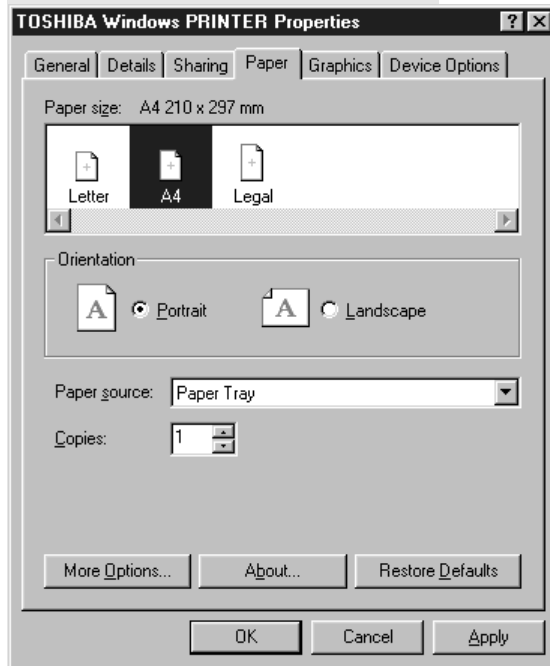 TOSHIBA Windows PRINTER Properties ? ×
General Details Sharing Paper Graphics Device Options
Paper size: A4 210 x 297 mm
Letter A4 Legal
Orientation
A Portrait A Landscape
Paper source: Paper Tray
Copies: 1
More Options... About... Restore Defaults
OK Cancel Apply